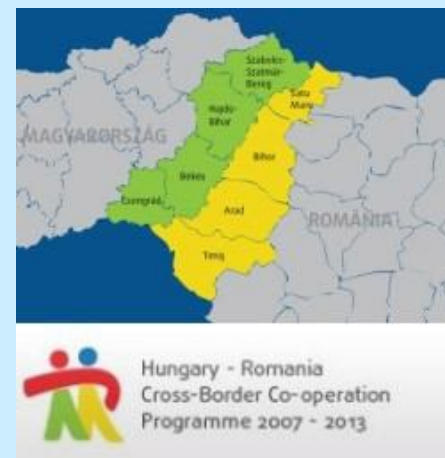 Szabolcs-
Szatmár-
Bereg
Satu
Mare
Hajdú-
Bihar
MAGYARORSZÁG
Bihor
Békés
Csongrád
Arad
ROMÂNIA
Timiș
Hungary - Romania
Cross-Border Co-operation
Programme 2007 - 2013